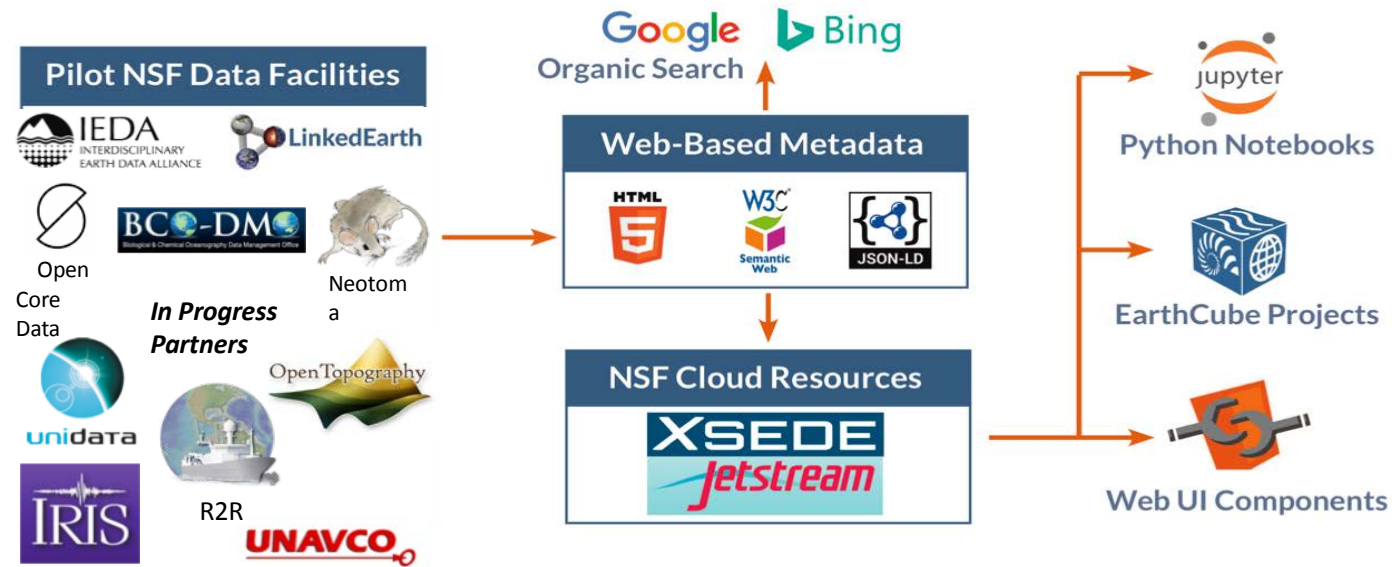 Pilot NSF Data Facilities
IEDA
INTERDISCIPLINARY
EARTH DATA ALLIANCE
LinkedEarth
BCO-DMO
Biological & Chemical Oceanography Data Management Office
Open
Core
Data
Neotom
a
In Progress
Partners
unidata
OpenTopography
IRIS
R2R
UNAVCO
Google
Bing
Organic Search
Web-Based Metadata
HTML
5
W3C
Semantic
Web
{ }
JSON-LD
NSF Cloud Resources
XSEDE
Jetstream
jupyter
Python Notebooks
EarthCube Projects
Web UI Components